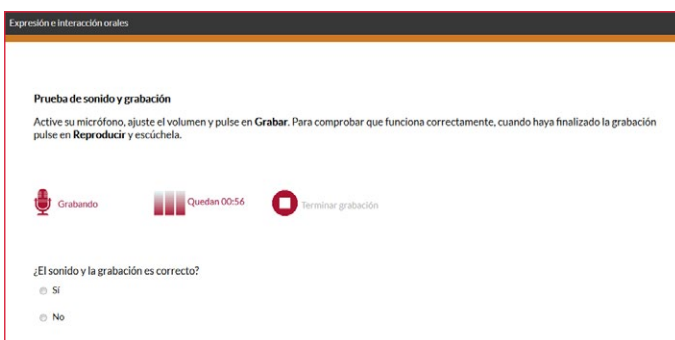 Expresión e interacción orales
Prueba de sonido y grabación
Active su micrófono, ajuste el volumen y pulse en Grabar. Para comprobar que funciona correctamente, cuando haya finalizado la grabación
pulse en Reproducir y escúchela.
Grabando
Quedan 00:56
Terminar grabación
¿El sonido y la grabación es correcto?
Sí
No